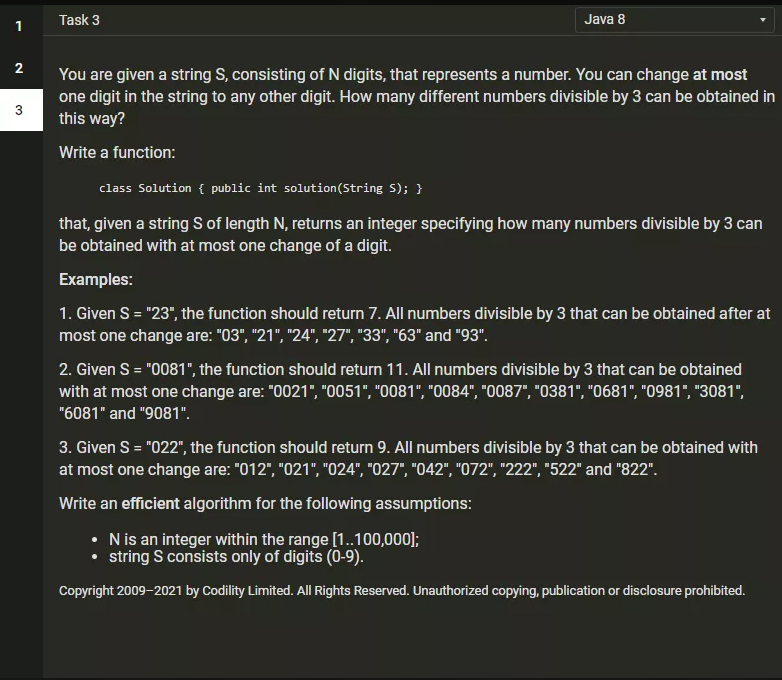 1
Task 3
Java 8
2
3
You are given a string S, consisting of N digits, that represents a number. You can change at most
one digit in the string to any other digit. How many different numbers divisible by 3 can be obtained in
this way?
Write a function:
class Solution { public int solution(String S); }
that, given a string S of length N, returns an integer specifying how many numbers divisible by 3 can
be obtained with at most one change of a digit.
Examples:
1. Given S = "23", the function should return 7. All numbers divisible by 3 that can be obtained after at
most one change are: "03", "21", "24", "27", "33", "63" and "93".
2. Given S = "0081", the function should return 11. All numbers divisible by 3 that can be obtained
with at most one change are: "0021", "0051", "0081", "0084", "0087", "0381", "0681", "0981", "3081",
"6081" and "9081".
3. Given S = "022", the function should return 9. All numbers divisible by 3 that can be obtained with
at most one change are: "012", "021", "024", "027", "042", "072", "222", "522" and "822".
Write an efficient algorithm for the following assumptions:
• N is an integer within the range [1..100,000];
• string S consists only of digits (0-9).
Copyright 2009–2021 by Codility Limited. All Rights Reserved. Unauthorized copying, publication or disclosure prohibited.